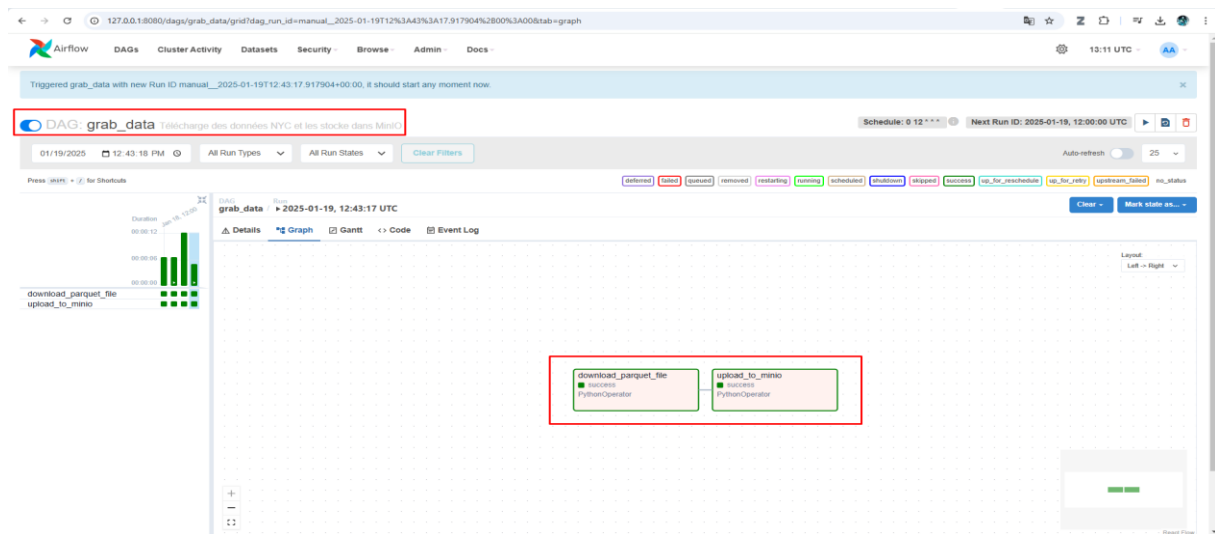 127.0.0.1:8080/dags/grab_data/grid?dag_run_id=manual__2025-01-19T12%3A43%3A17.917904%2B00%3A00&tab=graph
Airflow DAGs Cluster Activity Datasets Security Browse Admin Docs 13:11 UTC AA
Triggered grab_data with new Run ID manual__2025-01-19T12:43:17.917904+00:00, it should start any moment now. ×
DAG: grab_data Télécharge des données NYC et les stocke dans MinIO Schedule: 0 12 * * * Next Run ID: 2025-01-19, 12:00:00 UTC
01/19/2025 12:43:18 PM All Run Types All Run States Clear Filters Auto-refresh 25
Press shift + / for Shortcuts deferred failed queued removed restarting running scheduled shutdown skipped success up_for_reschedule up_for_retry upstream_failed no_status
DAG Run
grab_data / 2025-01-19, 12:43:17 UTC Clear Mark state as...
Jan 18, 12:00
Duration
00:00:12
00:00:00
00:00:00
Details Graph Gantt Code Event Log
Layout:
Left -> Right
download_parquet_file
upload_to_minio
download_parquet_file
success
PythonOperator
upload_to_minio
success
PythonOperator
React Flow